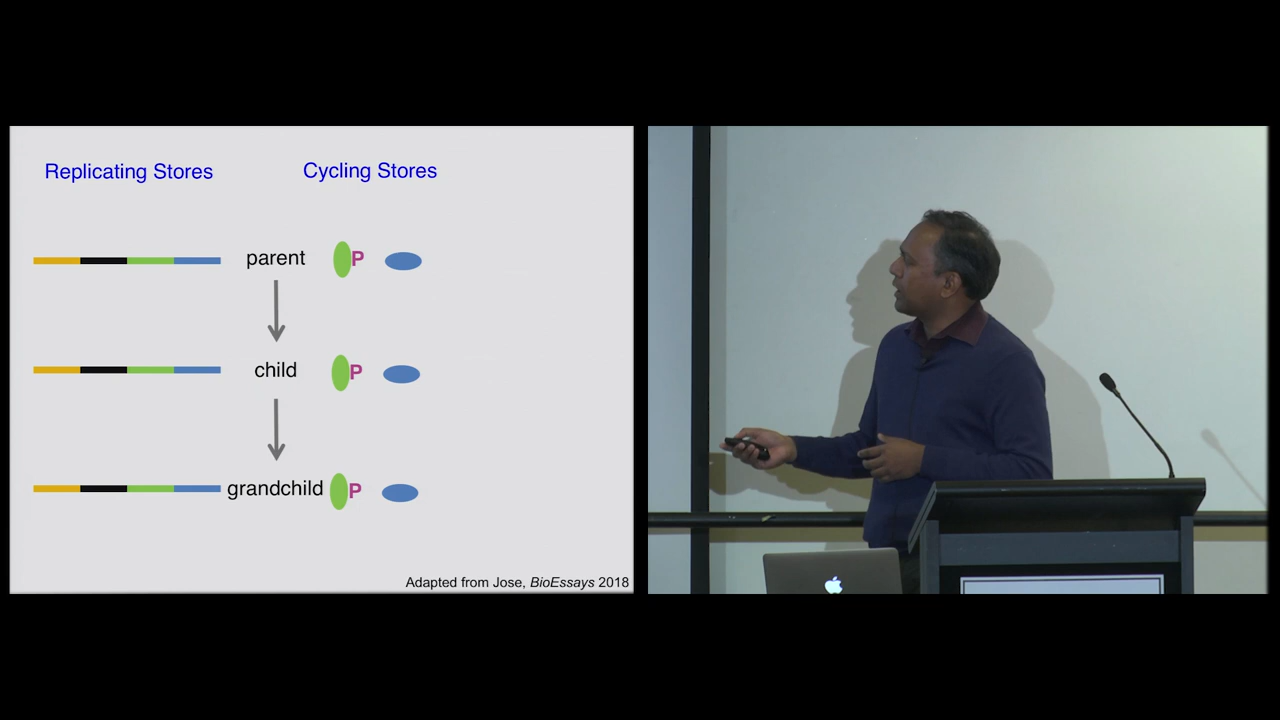 Replicating Stores
Cycling Stores
parent
P
child
P
grandchild
P
Adapted from Jose, BioEssays 2018